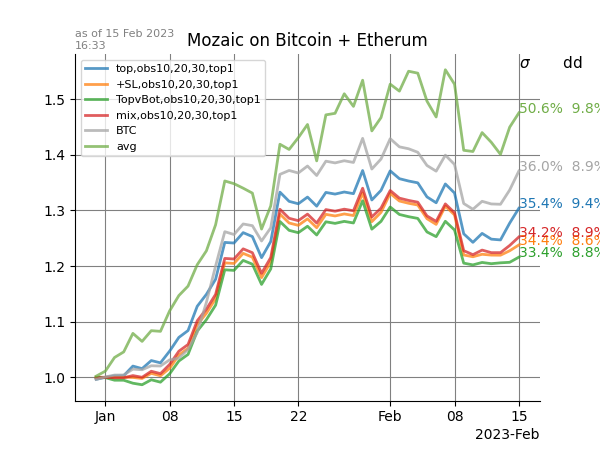 as of 15 Feb 2023
16:33
Mozaic on Bitcoin + Etherum
σ dd
top,obs10,20,30,top1
+SL,obs10,20,30,top1
TopvBot,obs10,20,30,top1
mix,obs10,20,30,top1
BTC
avg
1.5
1.4
1.3
1.2
1.1
1.0
50.6% 9.8%
36.0% 8.9%
35.4% 9.4%
34.2% 8.9%
34.4% 8.6%
33.4% 8.8%
Jan 08 15 22 Feb 08 15
2023-Feb